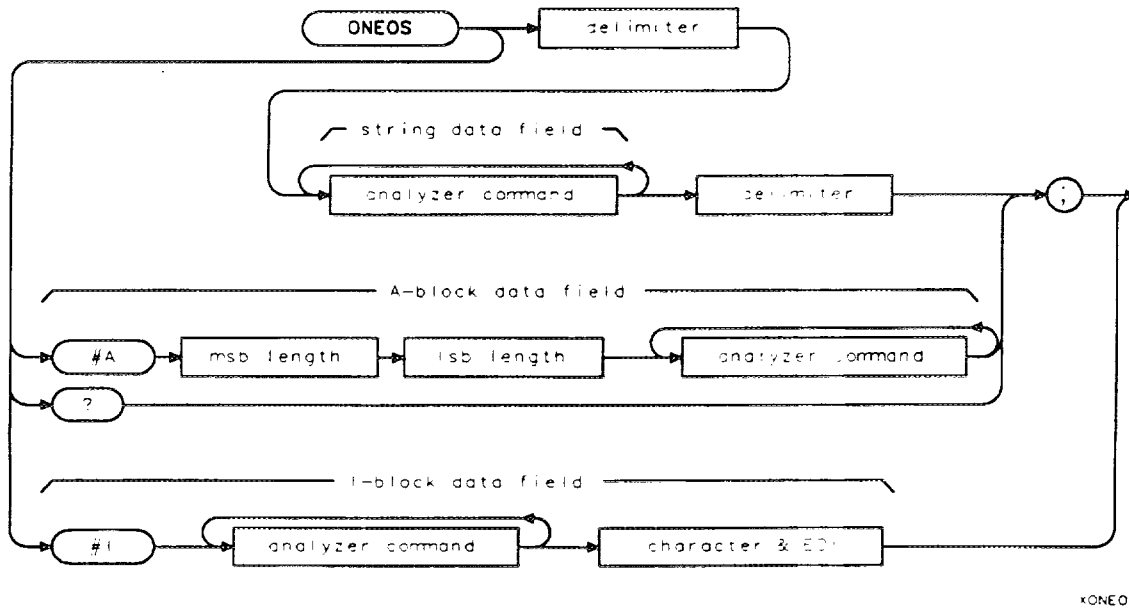 ONEOS
delimiter
string data field
analyzer command
delimiter
;
A-block data field
#A
msb length
lsb length
analyzer command
?
I-block data field
#I
analyzer command
character & EOI
XONEO